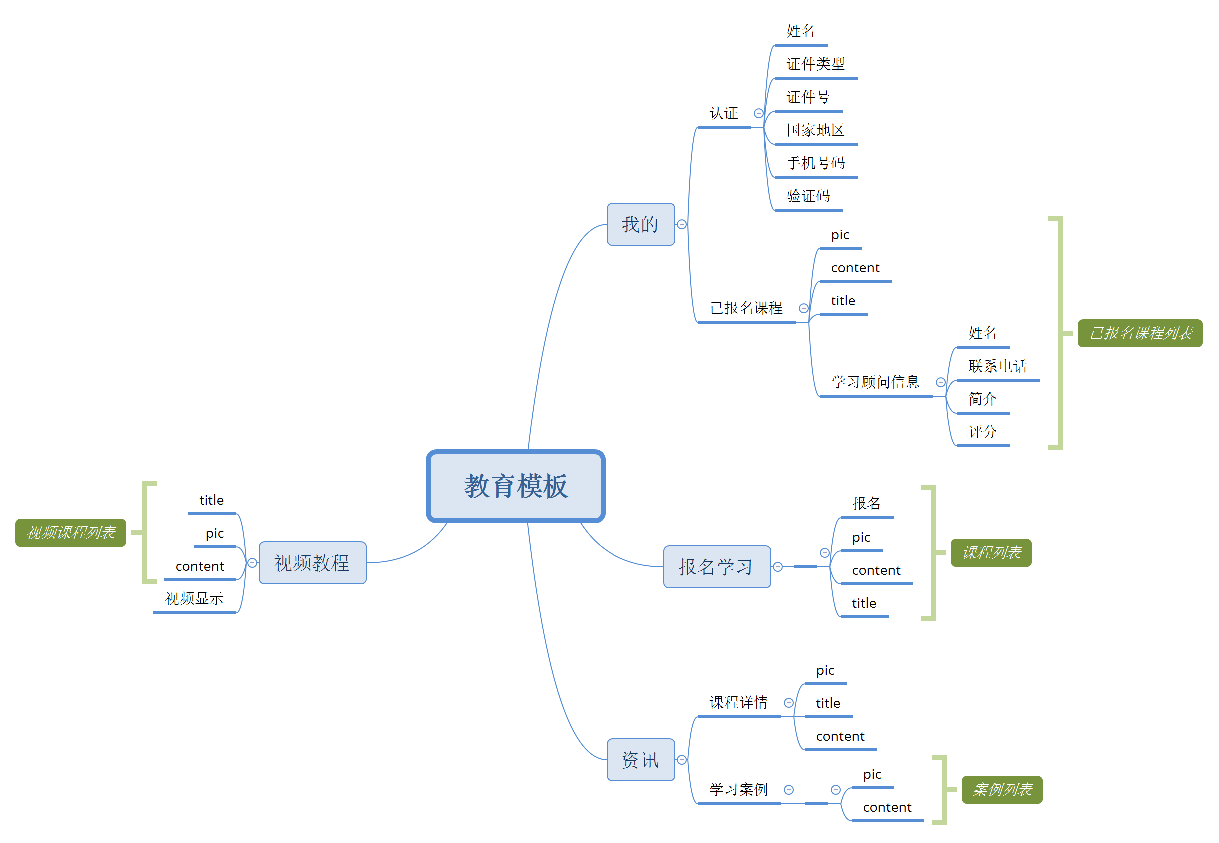 姓名
证件类型
证件号
国家地区
手机号码
验证码
认证
我的
pic
content
title
已报名课程
姓名
联系电话
简介
评分
学习顾问信息
已报名课程列表
教育模板
title
pic
content
视频显示
视频课程列表
视频教程
报名
pic
content
title
报名学习
课程列表
pic
title
content
课程详情
资讯
学习案例
pic
content
案例列表